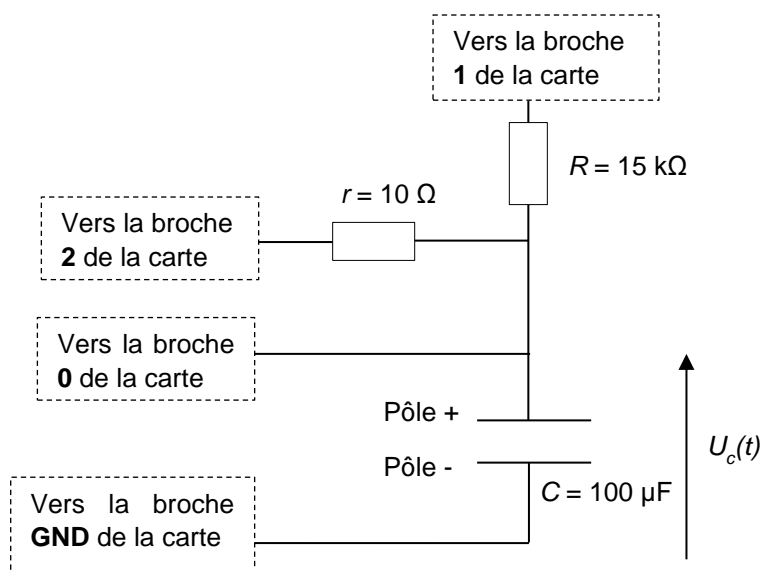 Vers la broche
1 de la carte
R = 15 kΩ
r = 10 Ω
Vers la broche
2 de la carte
Vers la broche
0 de la carte
Pôle +
Pôle -
Uc(t)
C = 100 µF
Vers la broche
GND de la carte